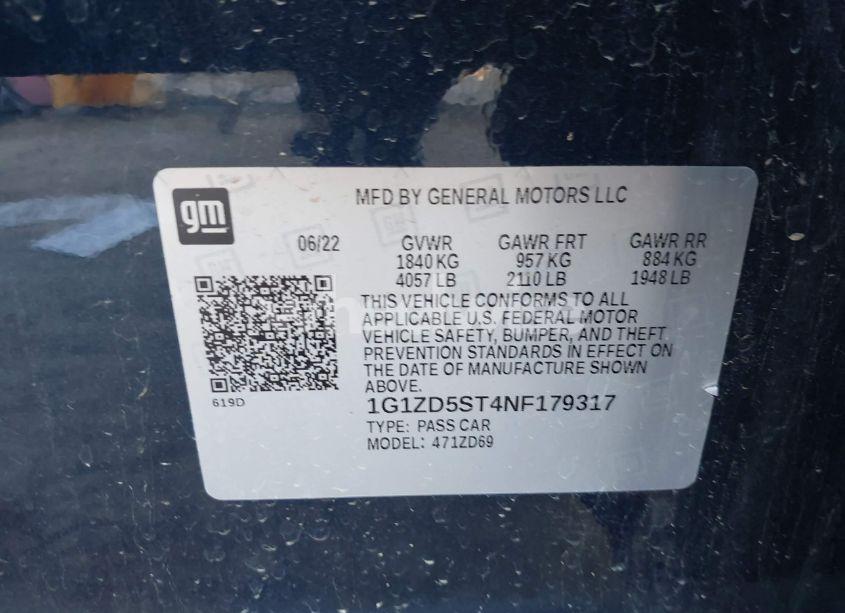 gm
MFD BY GENERAL MOTORS LLC
06/22 GVWR GAWR FRT GAWR RR
1840 KG 957 KG 884 KG
4057 LB 2110 LB 1948 LB
THIS VEHICLE CONFORMS TO ALL
APPLICABLE U.S. FEDERAL MOTOR
VEHICLE SAFETY, BUMPER, AND THEFT
PREVENTION STANDARDS IN EFFECT ON
THE DATE OF MANUFACTURE SHOWN
ABOVE.
619D
1G1ZD5ST4NF179317
TYPE: PASS CAR
MODEL: 471ZD69